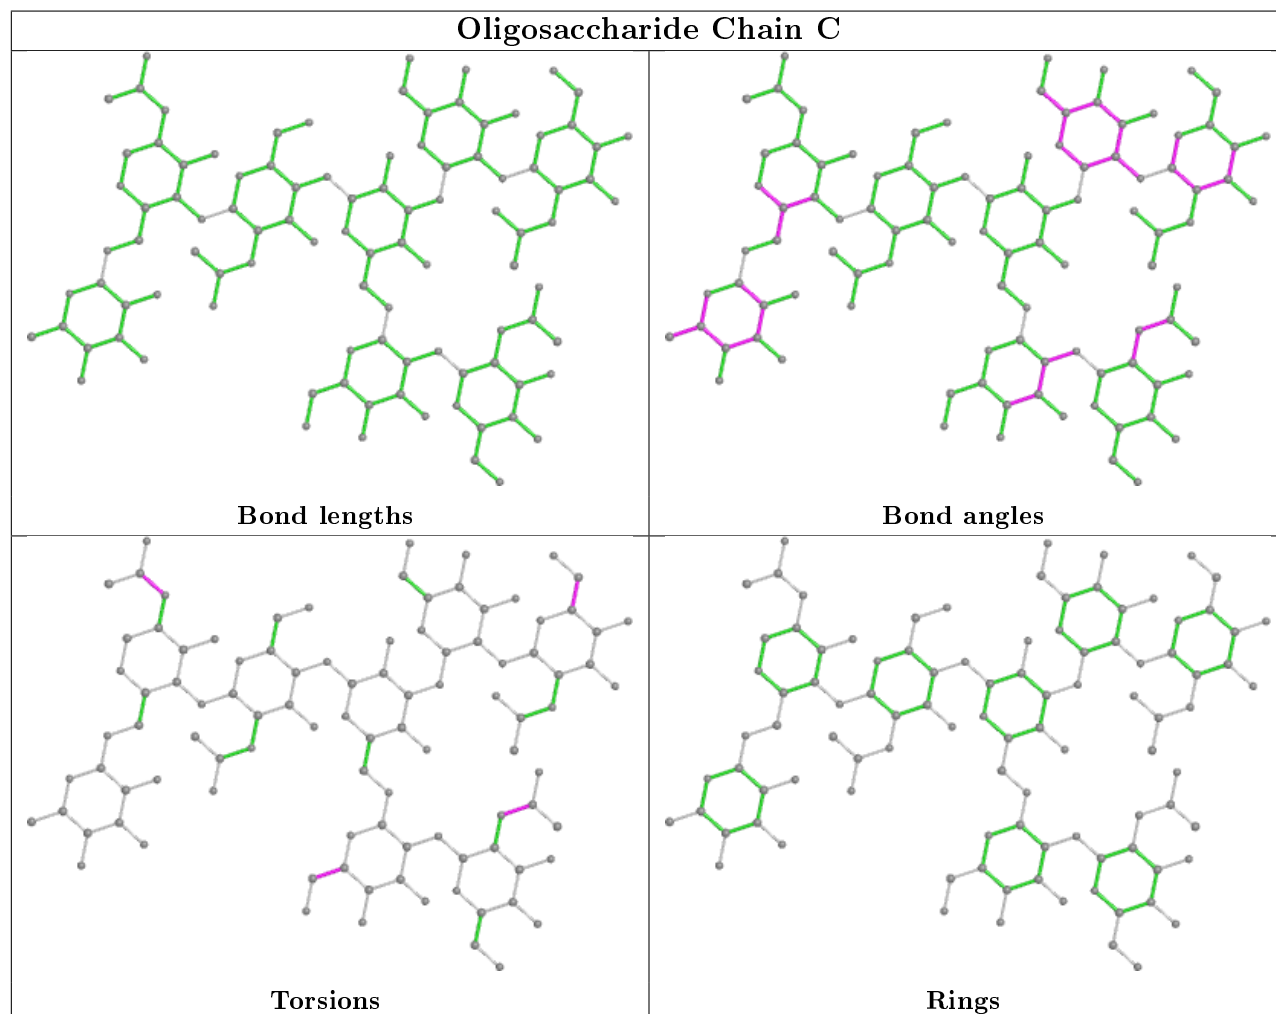 Oligosaccharide Chain C
Bond lengths
Bond angles
Torsions
Rings